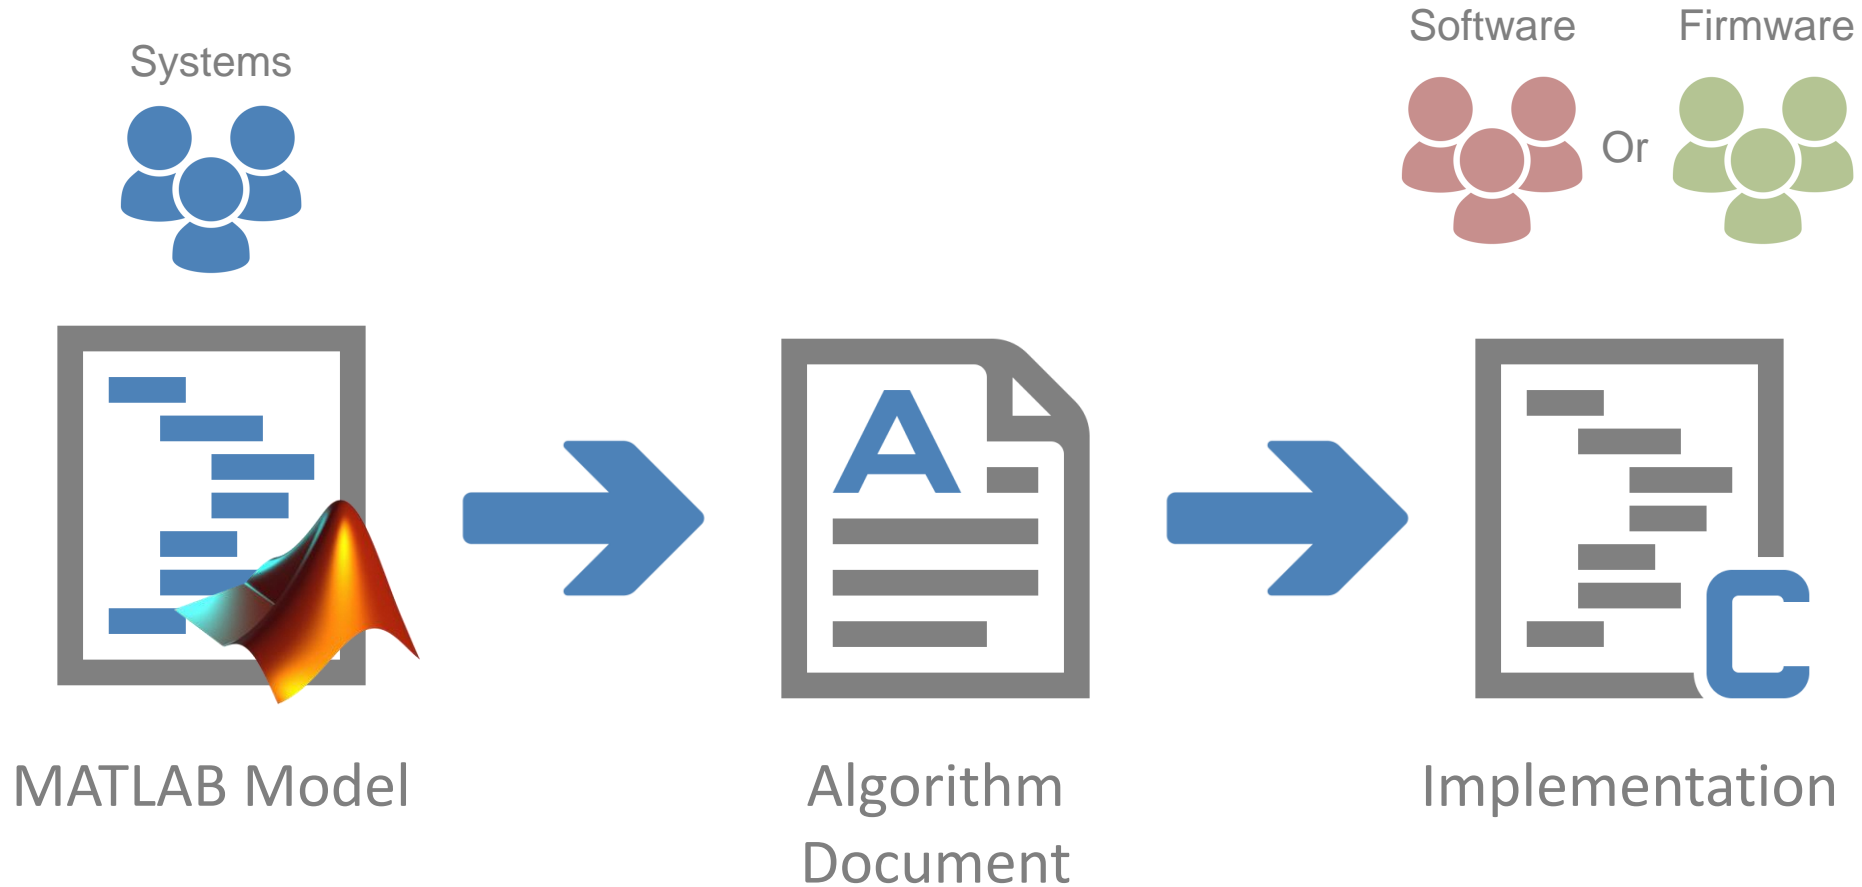 Systems
Software
Firmware
Or
A
C
MATLAB Model
Algorithm
Document
Implementation